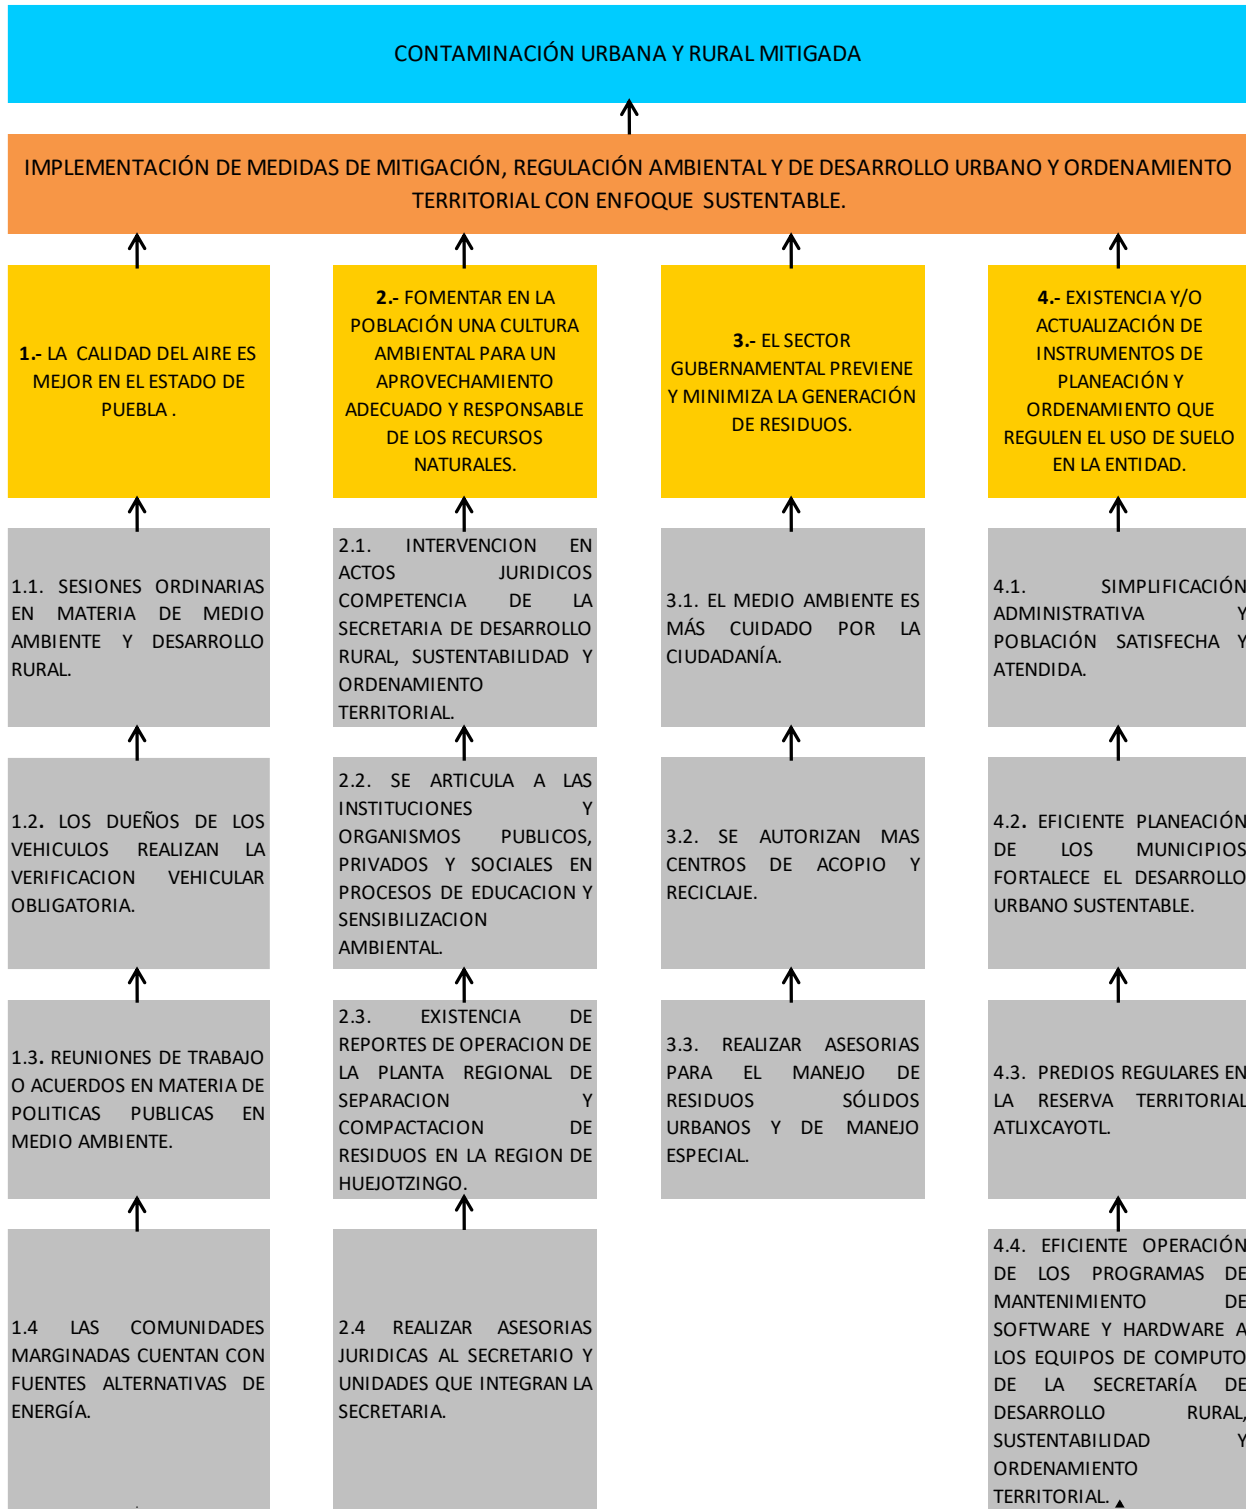 CONTAMINACIÓN URBANA Y RURAL MITIGADA
IMPLEMENTACIÓN DE MEDIDAS DE MITIGACIÓN, REGULACIÓN AMBIENTAL Y DE DESARROLLO URBANO Y ORDENAMIENTO
TERRITORIAL CON ENFOQUE SUSTENTABLE.
1.- LA CALIDAD DEL AIRE ES
MEJOR EN EL ESTADO DE
PUEBLA .
2.- FOMENTAR EN LA
POBLACIÓN UNA CULTURA
AMBIENTAL PARA UN
APROVECHAMIENTO
ADECUADO Y RESPONSABLE
DE LOS RECURSOS
NATURALES.
3.- EL SECTOR
GUBERNAMENTAL PREVIENE
Y MINIMIZA LA GENERACIÓN
DE RESIDUOS.
4.- EXISTENCIA Y/O
ACTUALIZACIÓN DE
INSTRUMENTOS DE
PLANEACIÓN Y
ORDENAMIENTO QUE
REGULEN EL USO DE SUELO
EN LA ENTIDAD.
1.1. SESIONES ORDINARIAS
EN MATERIA DE MEDIO
AMBIENTE Y DESARROLLO
RURAL.
2.1. INTERVENCION EN
ACTOS JURIDICOS
COMPETENCIA DE LA
SECRETARIA DE DESARROLLO
RURAL, SUSTENTABILIDAD Y
ORDENAMIENTO
TERRITORIAL.
3.1. EL MEDIO AMBIENTE ES
MÁS CUIDADO POR LA
CIUDADANÍA.
4.1. SIMPLIFICACIÓN
ADMINISTRATIVA Y
POBLACIÓN SATISFECHA Y
ATENDIDA.
1.2. LOS DUEÑOS DE LOS
VEHICULOS REALIZAN LA
VERIFICACION VEHICULAR
OBLIGATORIA.
2.2. SE ARTICULA A LAS
INSTITUCIONES Y
ORGANISMOS PUBLICOS,
PRIVADOS Y SOCIALES EN
PROCESOS DE EDUCACION Y
SENSIBILIZACION
AMBIENTAL.
3.2. SE AUTORIZAN MAS
CENTROS DE ACOPIO Y
RECICLAJE.
4.2. EFICIENTE PLANEACIÓN
DE LOS MUNICIPIOS
FORTALECE EL DESARROLLO
URBANO SUSTENTABLE.
1.3. REUNIONES DE TRABAJO
O ACUERDOS EN MATERIA DE
POLITICAS PUBLICAS EN
MEDIO AMBIENTE.
2.3. EXISTENCIA DE
REPORTES DE OPERACION DE
LA PLANTA REGIONAL DE
SEPARACION Y
COMPACTACION DE
RESIDUOS EN LA REGION DE
HUEJOTZINGO.
3.3. REALIZAR ASESORIAS
PARA EL MANEJO DE
RESIDUOS SÓLIDOS
URBANOS Y DE MANEJO
ESPECIAL.
4.3. PREDIOS REGULARES EN
LA RESERVA TERRITORIAL
ATLIXCAYOTL.
1.4 LAS COMUNIDADES
MARGINADAS CUENTAN CON
FUENTES ALTERNATIVAS DE
ENERGÍA.
2.4 REALIZAR ASESORIAS
JURIDICAS AL SECRETARIO Y
UNIDADES QUE INTEGRAN LA
SECRETARIA.
4.4. EFICIENTE OPERACIÓN
DE LOS PROGRAMAS DE
MANTENIMIENTO DE
SOFTWARE Y HARDWARE A
LOS EQUIPOS DE COMPUTO
DE LA SECRETARÍA DE
DESARROLLO RURAL,
SUSTENTABILIDAD Y
ORDENAMIENTO
TERRITORIAL.